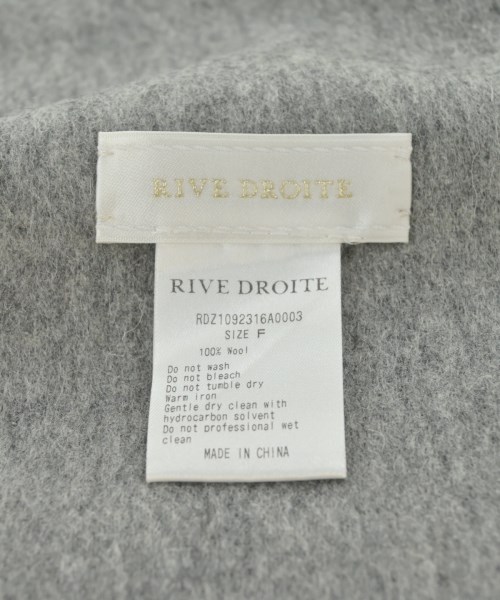 RIVE DROITE
RIVE DROITE
RDZ1092316A0003
SIZE F
100% Wool
Do not wash
Do not bleach
Do not tumble dry
Warm iron
Gentle dry clean with
hydrocarbon solvent
Do not professional wet
clean
MADE IN CHINA